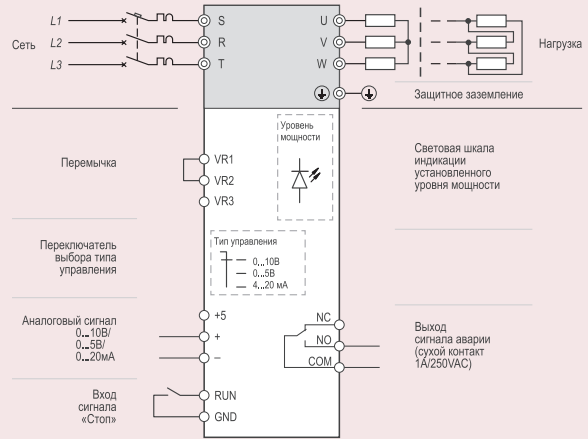 L1
S
U
Сеть
L2
R
V
Нагрузка
L3
T
W
Защитное заземление
Уровень
мощности
Перемычка
VR1
VR2
VR3
Световая шкала
индикации
установленного
уровня мощности
Переключатель
выбора типа
управления
Тип управления
0...10В
0...5В
4...20 мА
Аналоговый сигнал
0...10В/
0...5В/
0...20мА
+5
+
–
NC
NO
COM
Выход
сигнала аварии
(сухой контакт
1A/250VAC)
Вход
сигнала
«Стоп»
RUN
GND